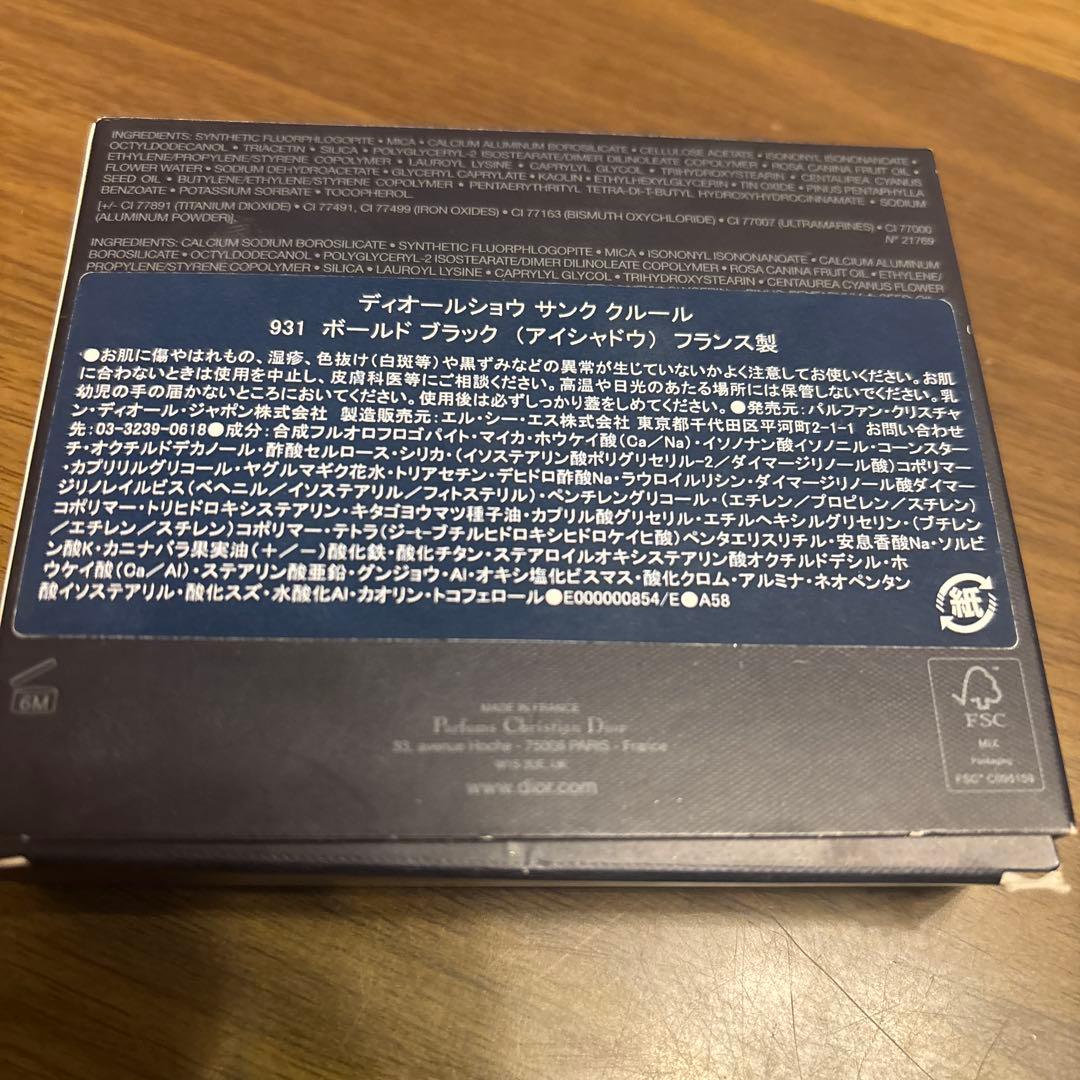 INGREDIENTS: SYNTHETIC FLUORPHLOGOPITE • MICA • CALCIUM ALUMINUM BOROSILICATE • CELLULOSE ACETATE • ISONONYL ISONONANOATE •
OCTYLDODECANOL • TRIACETIN • SILICA • POLYGLYCERYL-2 ISOSTEARATE/DIMER DILINOLEATE COPOLYMER • ROSA CANINA FRUIT OIL •
ETHYLENE/PROPYLENE/STYRENE COPOLYMER • LAUROYL LYSINE • CAPRYLYL GLYCOL • TRIHYDROXYSTEARIN • CENTAUREA CYANUS
FLOWER WATER • SODIUM DEHYDROACETATE • GLYCERYL CAPRYLATE • KAOLIN • ETHYLHEXYLGLYCERIN • TIN OXIDE • PINUS PENTAPHYLLA
SEED OIL • BUTYLENE/ETHYLENE/STYRENE COPOLYMER • PENTAERYTHRITYL TETRA-DI-T-BUTYL HYDROXYHYDROCINNAMATE • SODIUM
BENZOATE • POTASSIUM SORBATE • TOCOPHEROL.
[+/- CI 77891 (TITANIUM DIOXIDE) • CI 77491, CI 77499 (IRON OXIDES) • CI 77163 (BISMUTH OXYCHLORIDE) • CI 77007 (ULTRAMARINES) • CI 77000
(ALUMINUM POWDER)]. N° 21769
INGREDIENTS: CALCIUM SODIUM BOROSILICATE • SYNTHETIC FLUORPHLOGOPITE • MICA • ISONONYL ISONONANOATE • CALCIUM ALUMINUM
BOROSILICATE • OCTYLDODECANOL • POLYGLYCERYL-2 ISOSTEARATE/DIMER DILINOLEATE COPOLYMER • ROSA CANINA FRUIT OIL • ETHYLENE/
PROPYLENE/STYRENE COPOLYMER • SILICA • LAUROYL LYSINE • CAPRYLYL GLYCOL • TRIHYDROXYSTEARIN • CENTAUREA CYANUS FLOWER
ディオールショウ サンク クルール
931 ボールド ブラック （アイシャドウ） フランス製
●お肌に傷やはれもの、湿疹、色抜け(白斑等)や黒ずみなどの異常が生じていないかよく注意してお使いください。お肌
に合わないときは使用を中止し、皮膚科医等にご相談ください。高温や日光のあたる場所には保管しないでください。乳
幼児の手の届かないところにおいてください。使用後は必ずしっかり蓋をしめてください。●発売元：パルファン・クリスチャ
ン・ディオール・ジャポン株式会社 製造販売元：エル・シー・エス株式会社 東京都千代田区平河町2-1-1 お問い合わせ
先：03-3239-0618●成分：合成フルオロフロゴパイト・マイカ・ホウケイ酸(Ca／Na)・イソノナン酸イソノニル・コーンスター
チ・オクチルドデカノール・酢酸セルロース・シリカ・(イソステアリン酸ポリグリセリル-2／ダイマージリノール酸)コポリマー
・カプリリルグリコール・ヤグルマギク花水・トリアセチン・デヒドロ酢酸Na・ラウロイルリシン・ダイマージリノール酸ダイマー
ジリノレイルビス(ベヘニル／イソステアリル／フィトステリル)・ペンチレングリコール・(エチレン／プロピレン／スチレン)
コポリマー・トリヒドロキシステアリン・キタゴヨウマツ種子油・カプリル酸グリセリル・エチルヘキシルグリセリン・(ブチレン
／エチレン／スチレン)コポリマー・テトラ(ジ-t-ブチルヒドロキシヒドロケイヒ酸)ペンタエリスリチル・安息香酸Na・ソルビ
ン酸K・カニナバラ果実油(＋／－)酸化鉄・酸化チタン・ステアロイルオキシステアリン酸オクチルドデシル・ホ
ウケイ酸(Ca／Al)・ステアリン酸亜鉛・グンジョウ・Al・オキシ塩化ビスマス・酸化クロム・アルミナ・ネオペンタン
酸イソステアリル・酸化スズ・水酸化Al・カオリン・トコフェロール●E000000854/E●A58
紙
6M
MADE IN FRANCE
Parfums Christian Dior
33, avenue Hoche - 75008 PARIS - France
W1S 2UE, UK
www.dior.com
FSC
MIX
Packaging
FSC® C095109